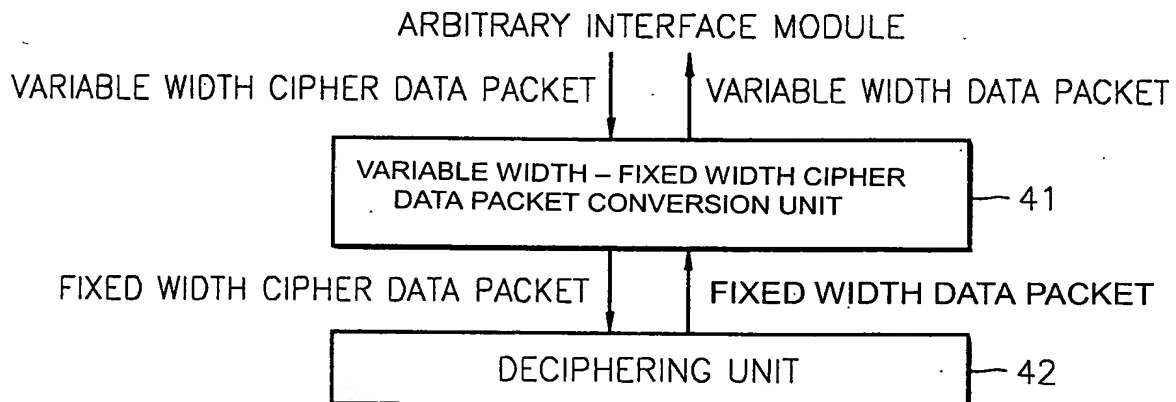 ARBITRARY INTERFACE MODULE
VARIABLE WIDTH CIPHER DATA PACKET
VARIABLE WIDTH DATA PACKET
VARIABLE WIDTH – FIXED WIDTH CIPHER
DATA PACKET CONVERSION UNIT
41
FIXED WIDTH CIPHER DATA PACKET
FIXED WIDTH DATA PACKET
DECIPHERING UNIT
42